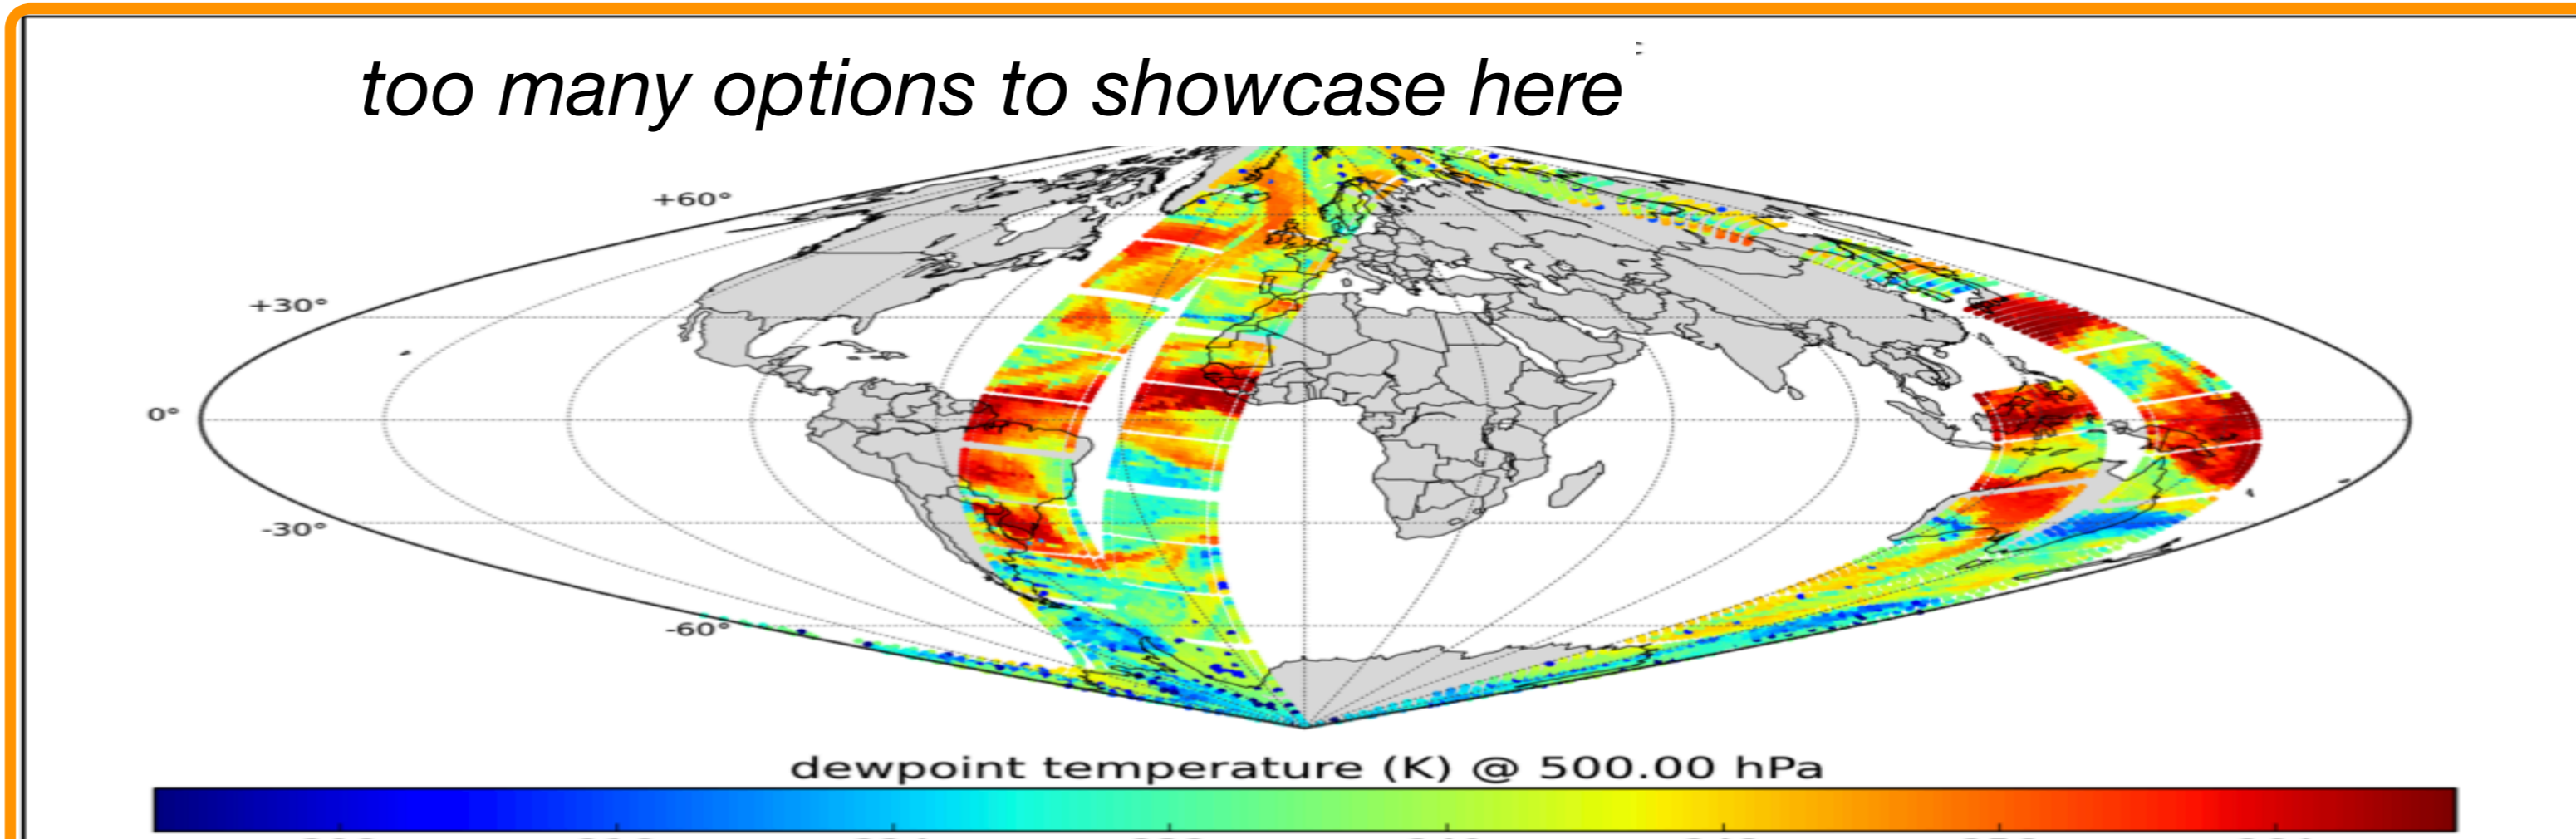 too many options to showcase here
+60°
+30°
0°
-30°
-60°
dewpoint temperature (K) @ 500.00 hPa